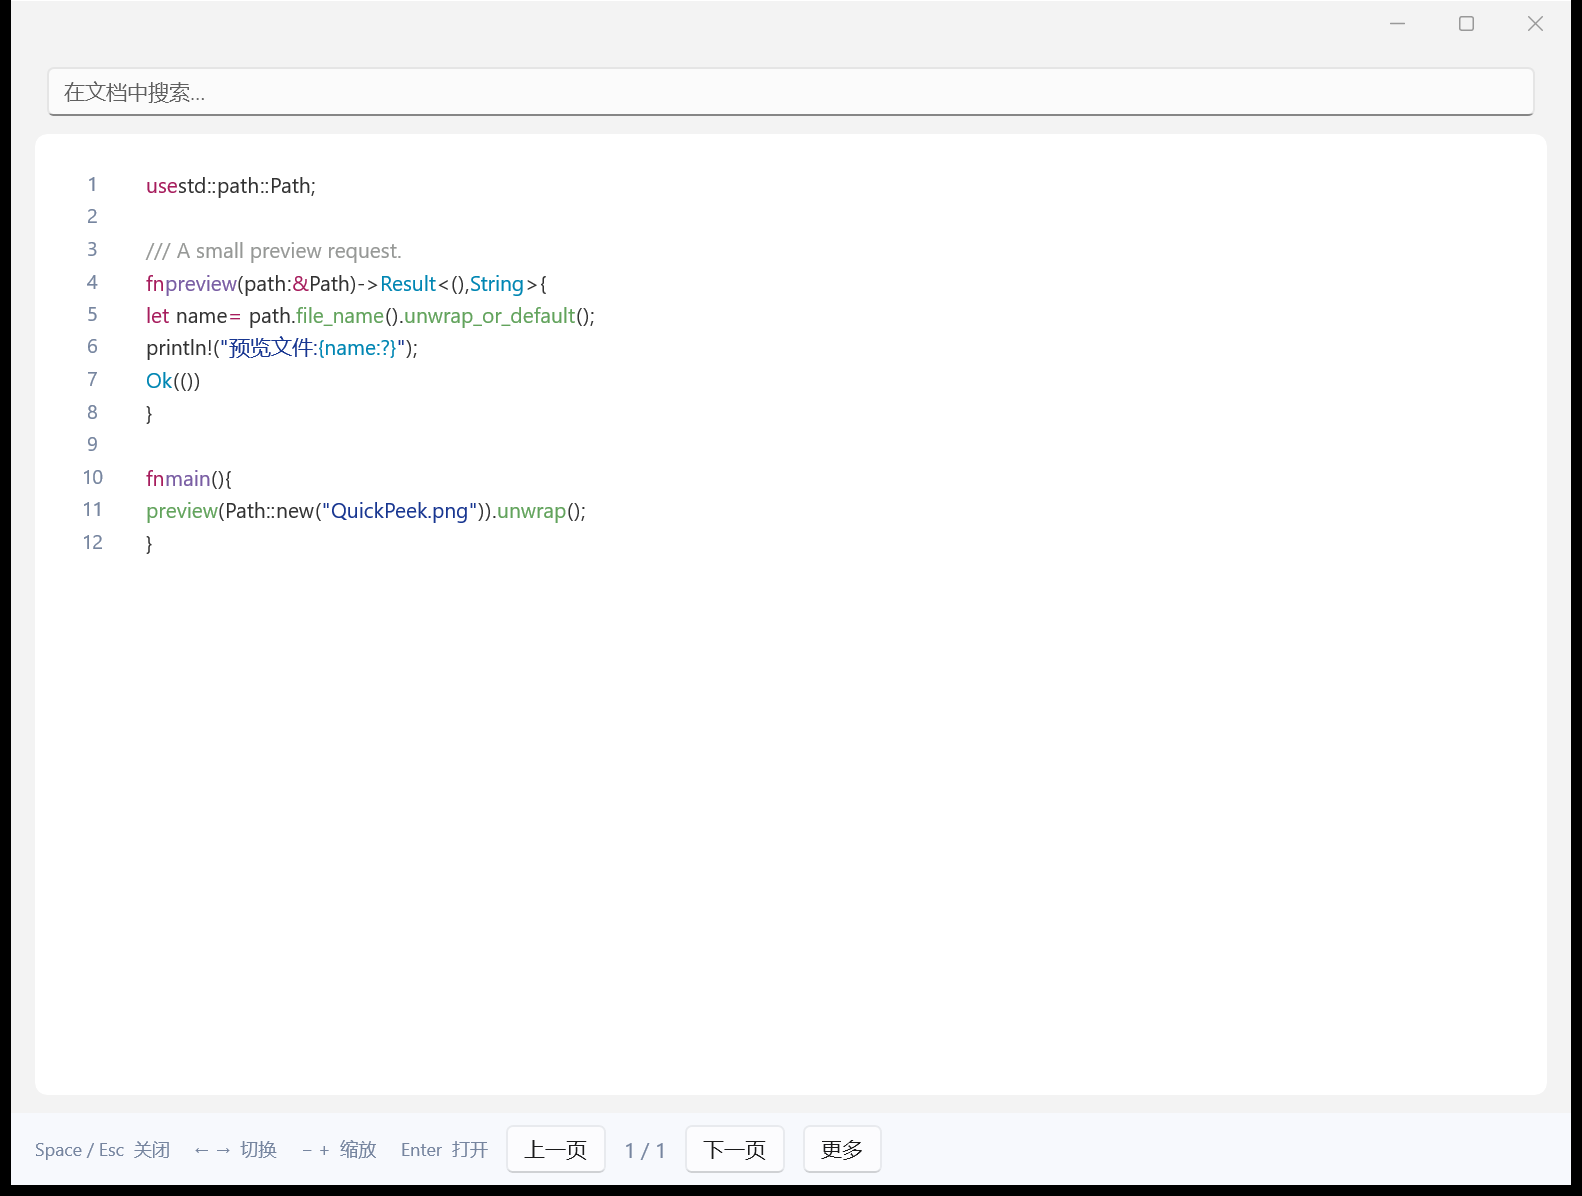 在文档中搜索...
1 usestd::path::Path;
2
3 /// A small preview request.
4 fnpreview(path:&Path)->Result<(),String>{
5 let name= path.file_name().unwrap_or_default();
6 println!("预览文件:{name:?}");
7 Ok(())
8 }
9
10 fnmain(){
11 preview(Path::new("QuickPeek.png")).unwrap();
12 }
Space / Esc 关闭 ←→ 切换 − + 缩放 Enter 打开 上一页 1 / 1 下一页 更多